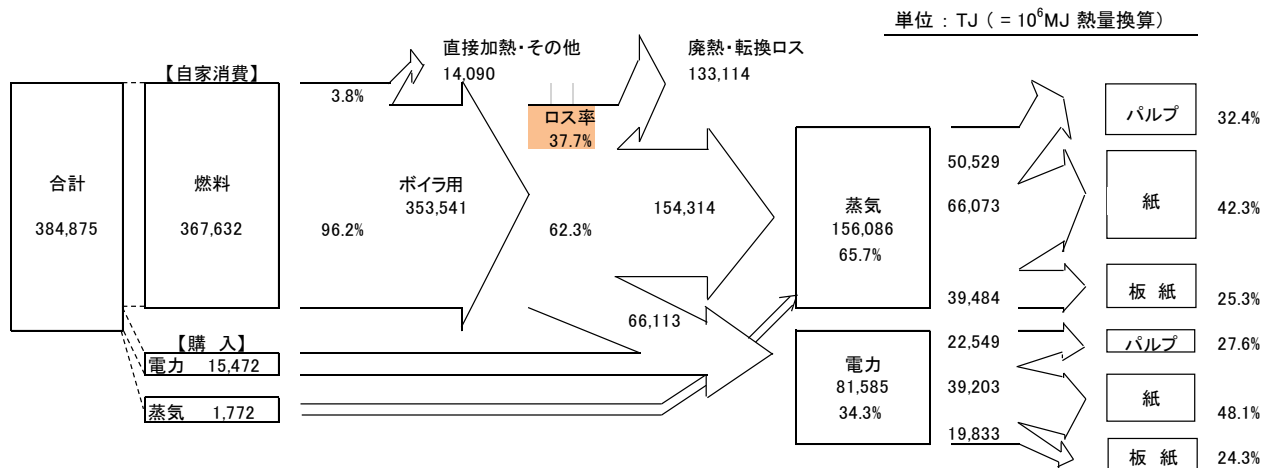 単位：TJ（ = 10⁶MJ 熱量換算）
直接加熱・その他
14,090
廃熱・転換ロス
133,114
【自家消費】
合計
384,875
燃料
367,632
3.8%
96.2%
ボイラ用
353,541
ロス率
37.7%
62.3%
154,314
66,113
【購　入】
電力　15,472
蒸気　1,772
蒸気
156,086
65.7%
50,529
パルプ
32.4%
66,073
紙
42.3%
39,484
板 紙
25.3%
電力
81,585
34.3%
22,549
パルプ
27.6%
39,203
紙
48.1%
19,833
板 紙
24.3%